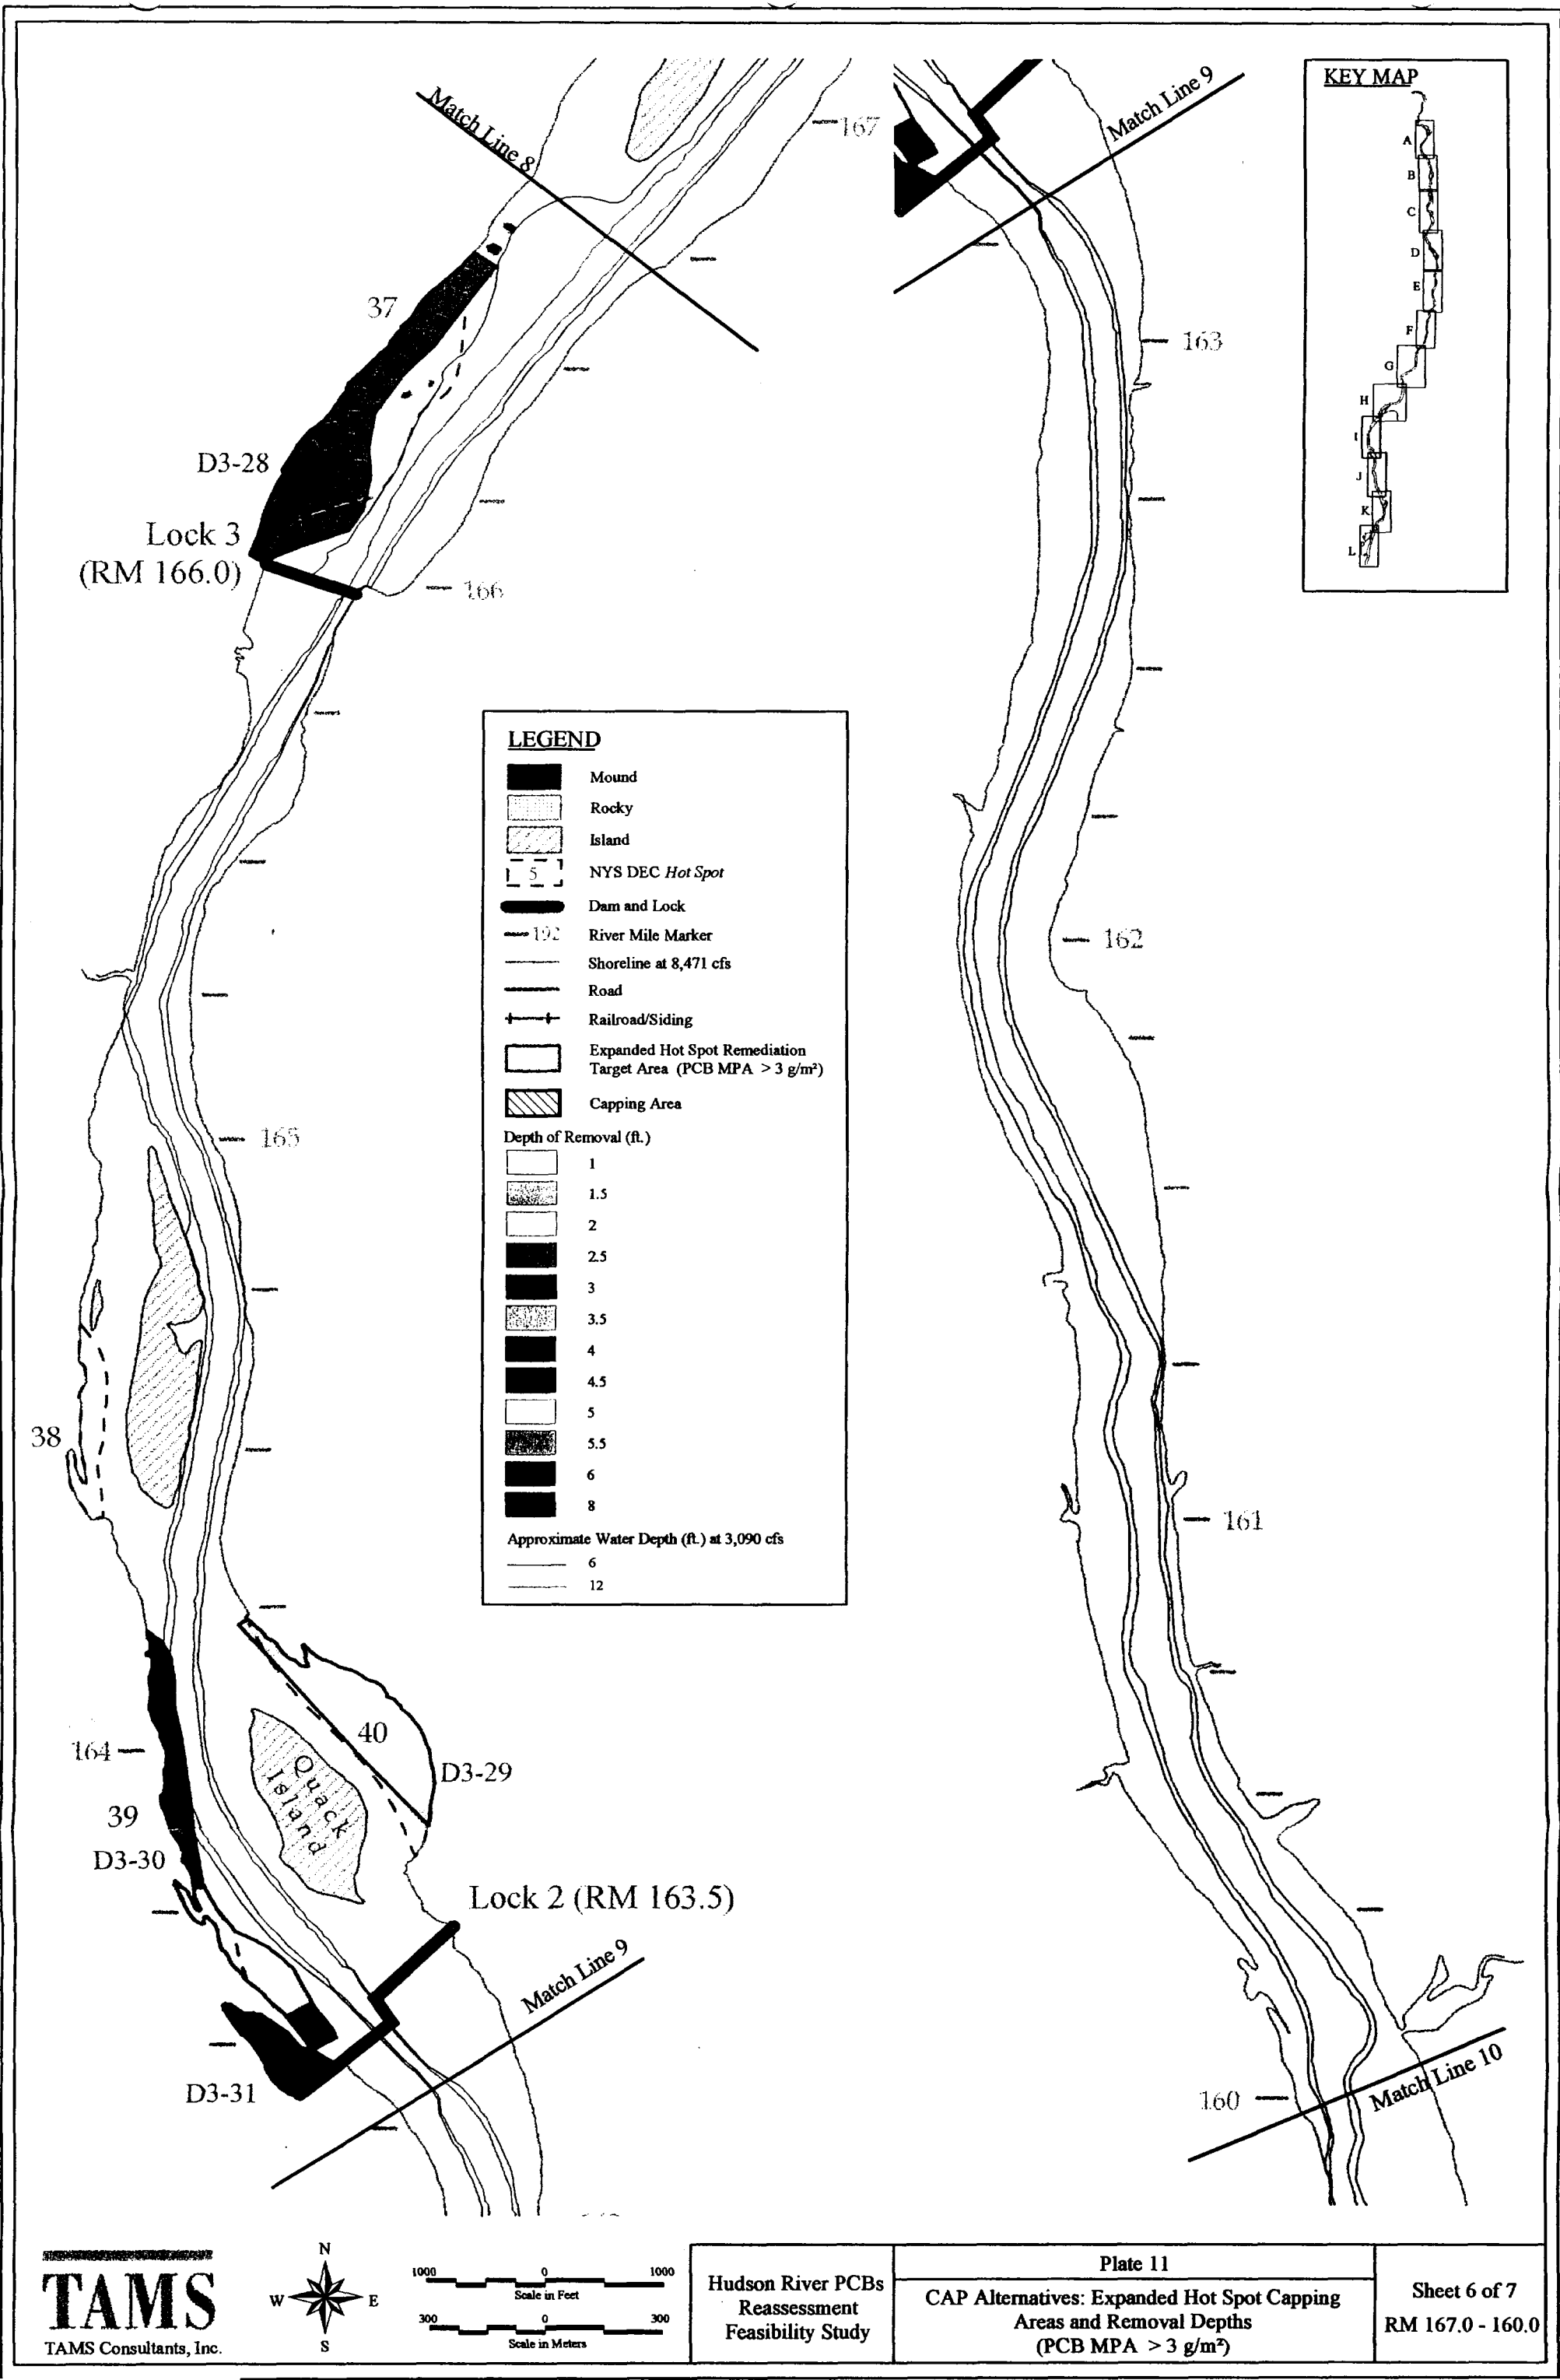 Match Line 8
167
37
D3-28
Lock 3
(RM 166.0)
166
165
38
164
39
D3-30
40
D3-29
Quack
Island
Lock 2 (RM 163.5)
Match Line 9
D3-31
LEGEND
Mound
Rocky
Island
5 NYS DEC Hot Spot
Dam and Lock
192 River Mile Marker
Shoreline at 8,471 cfs
Road
Railroad/Siding
Expanded Hot Spot Remediation
Target Area (PCB MPA > 3 g/m²)
Capping Area
Depth of Removal (ft.)
1
1.5
2
2.5
3
3.5
4
4.5
5
5.5
6
8
Approximate Water Depth (ft.) at 3,090 cfs
6
12
Match Line 9
163
162
161
160
Match Line 10
KEY MAP
A
B
C
D
E
F
G
H
I
J
K
L
TAMS
TAMS Consultants, Inc.
N
W E
S
1000 0 1000
Scale in Feet
300 0 300
Scale in Meters
Hudson River PCBs
Reassessment
Feasibility Study
Plate 11
CAP Alternatives: Expanded Hot Spot Capping
Areas and Removal Depths
(PCB MPA > 3 g/m²)
Sheet 6 of 7
RM 167.0 - 160.0